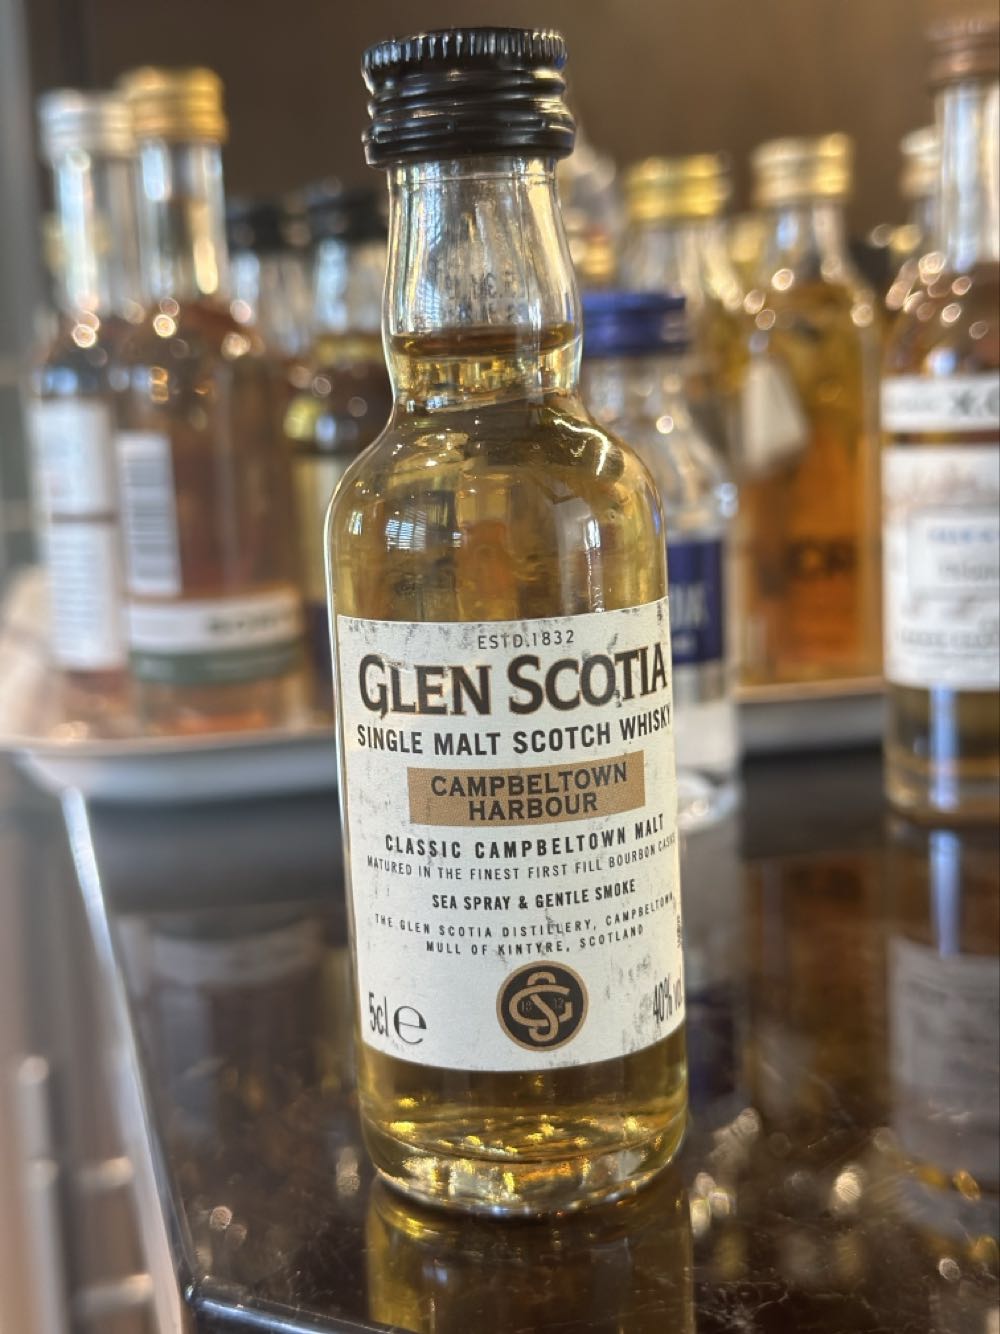 ESTD.1832
GLEN SCOTIA
SINGLE MALT SCOTCH WHISKY
CAMPBELTOWN
HARBOUR
CLASSIC CAMPBELTOWN MALT
MATURED IN THE FINEST FIRST FILL BOURBON CASKS
SEA SPRAY & GENTLE SMOKE
THE GLEN SCOTIA DISTILLERY, CAMPBELTOWN,
MULL OF KINTYRE, SCOTLAND
5cl e
40% vol